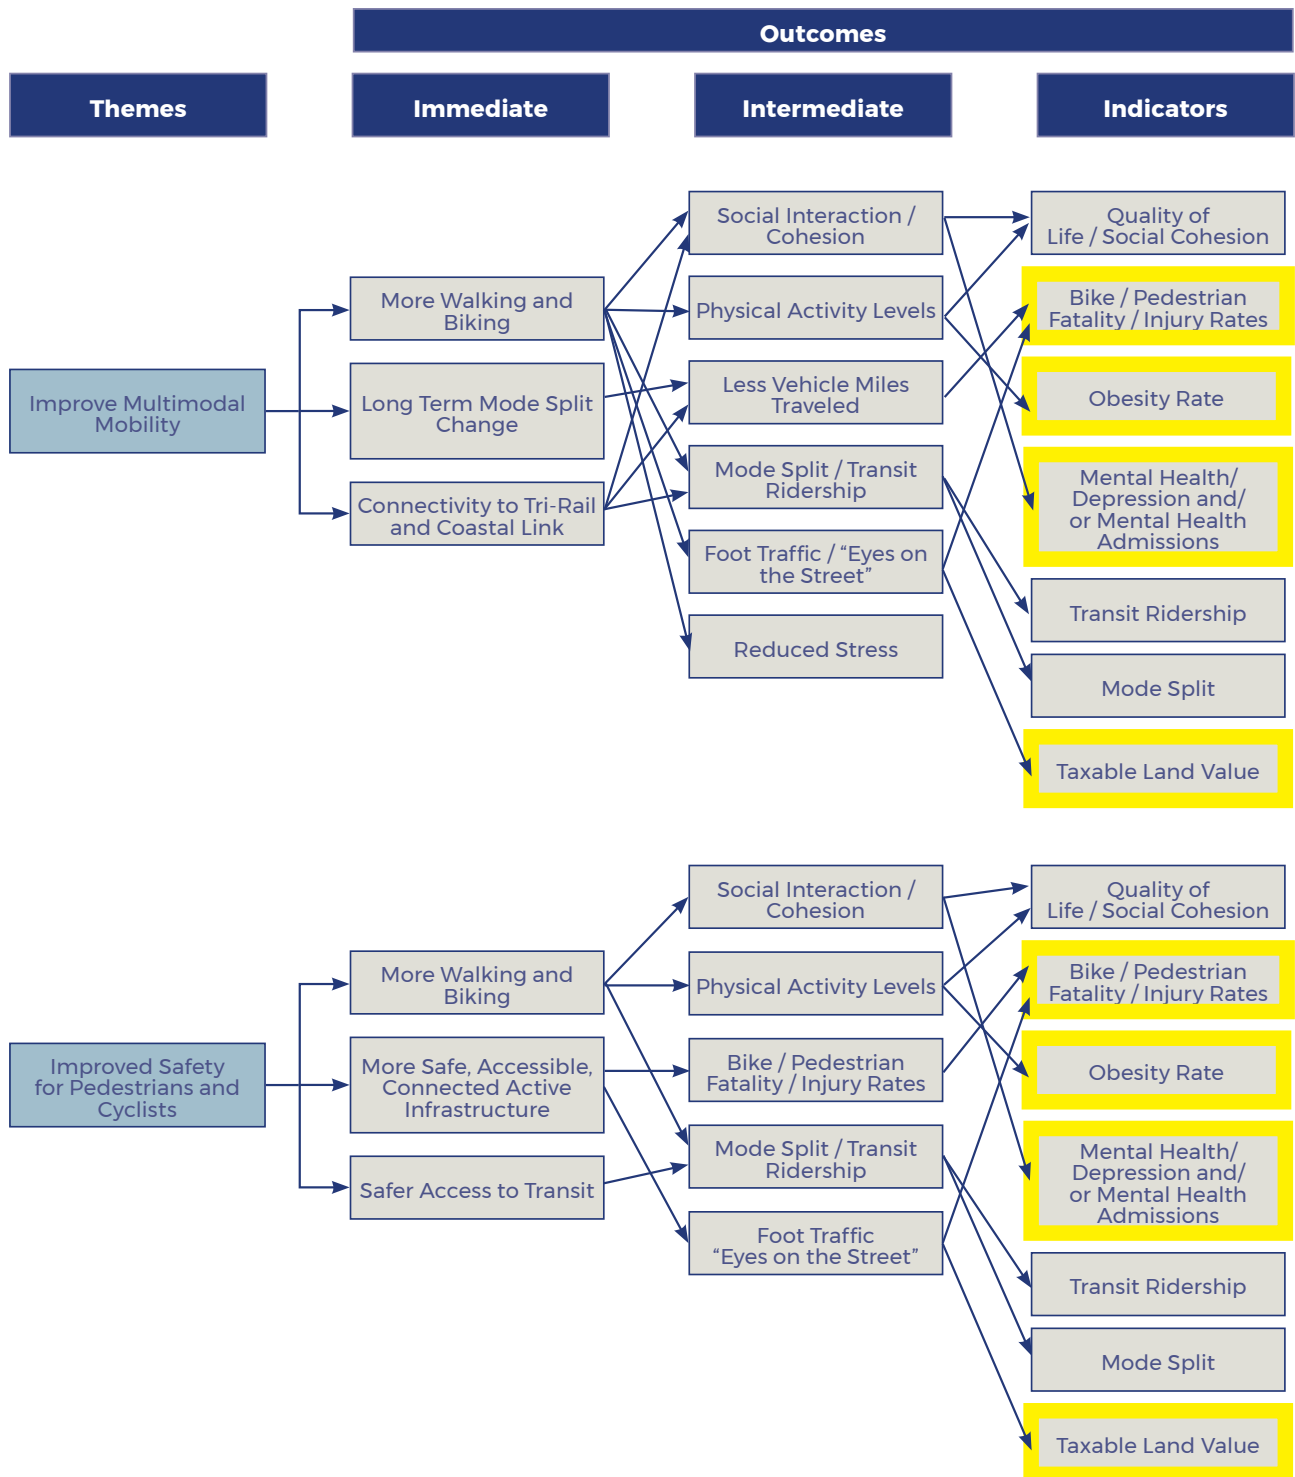 Outcomes
Themes
Immediate
Intermediate
Indicators
Improve Multimodal
Mobility
More Walking and
Biking
Long Term Mode Split
Change
Connectivity to Tri-Rail
and Coastal Link
Social Interaction /
Cohesion
Physical Activity Levels
Less Vehicle Miles
Traveled
Mode Split / Transit
Ridership
Foot Traffic / “Eyes on
the Street”
Reduced Stress
Quality of
Life / Social Cohesion
Bike / Pedestrian
Fatality / Injury Rates
Obesity Rate
Mental Health/
Depression and/
or Mental Health
Admissions
Transit Ridership
Mode Split
Taxable Land Value
Improved Safety
for Pedestrians and
Cyclists
More Walking and
Biking
More Safe, Accessible,
Connected Active
Infrastructure
Safer Access to Transit
Social Interaction /
Cohesion
Physical Activity Levels
Bike / Pedestrian
Fatality / Injury Rates
Mode Split / Transit
Ridership
Foot Traffic
“Eyes on the Street”
Quality of
Life / Social Cohesion
Bike / Pedestrian
Fatality / Injury Rates
Obesity Rate
Mental Health/
Depression and/
or Mental Health
Admissions
Transit Ridership
Mode Split
Taxable Land Value